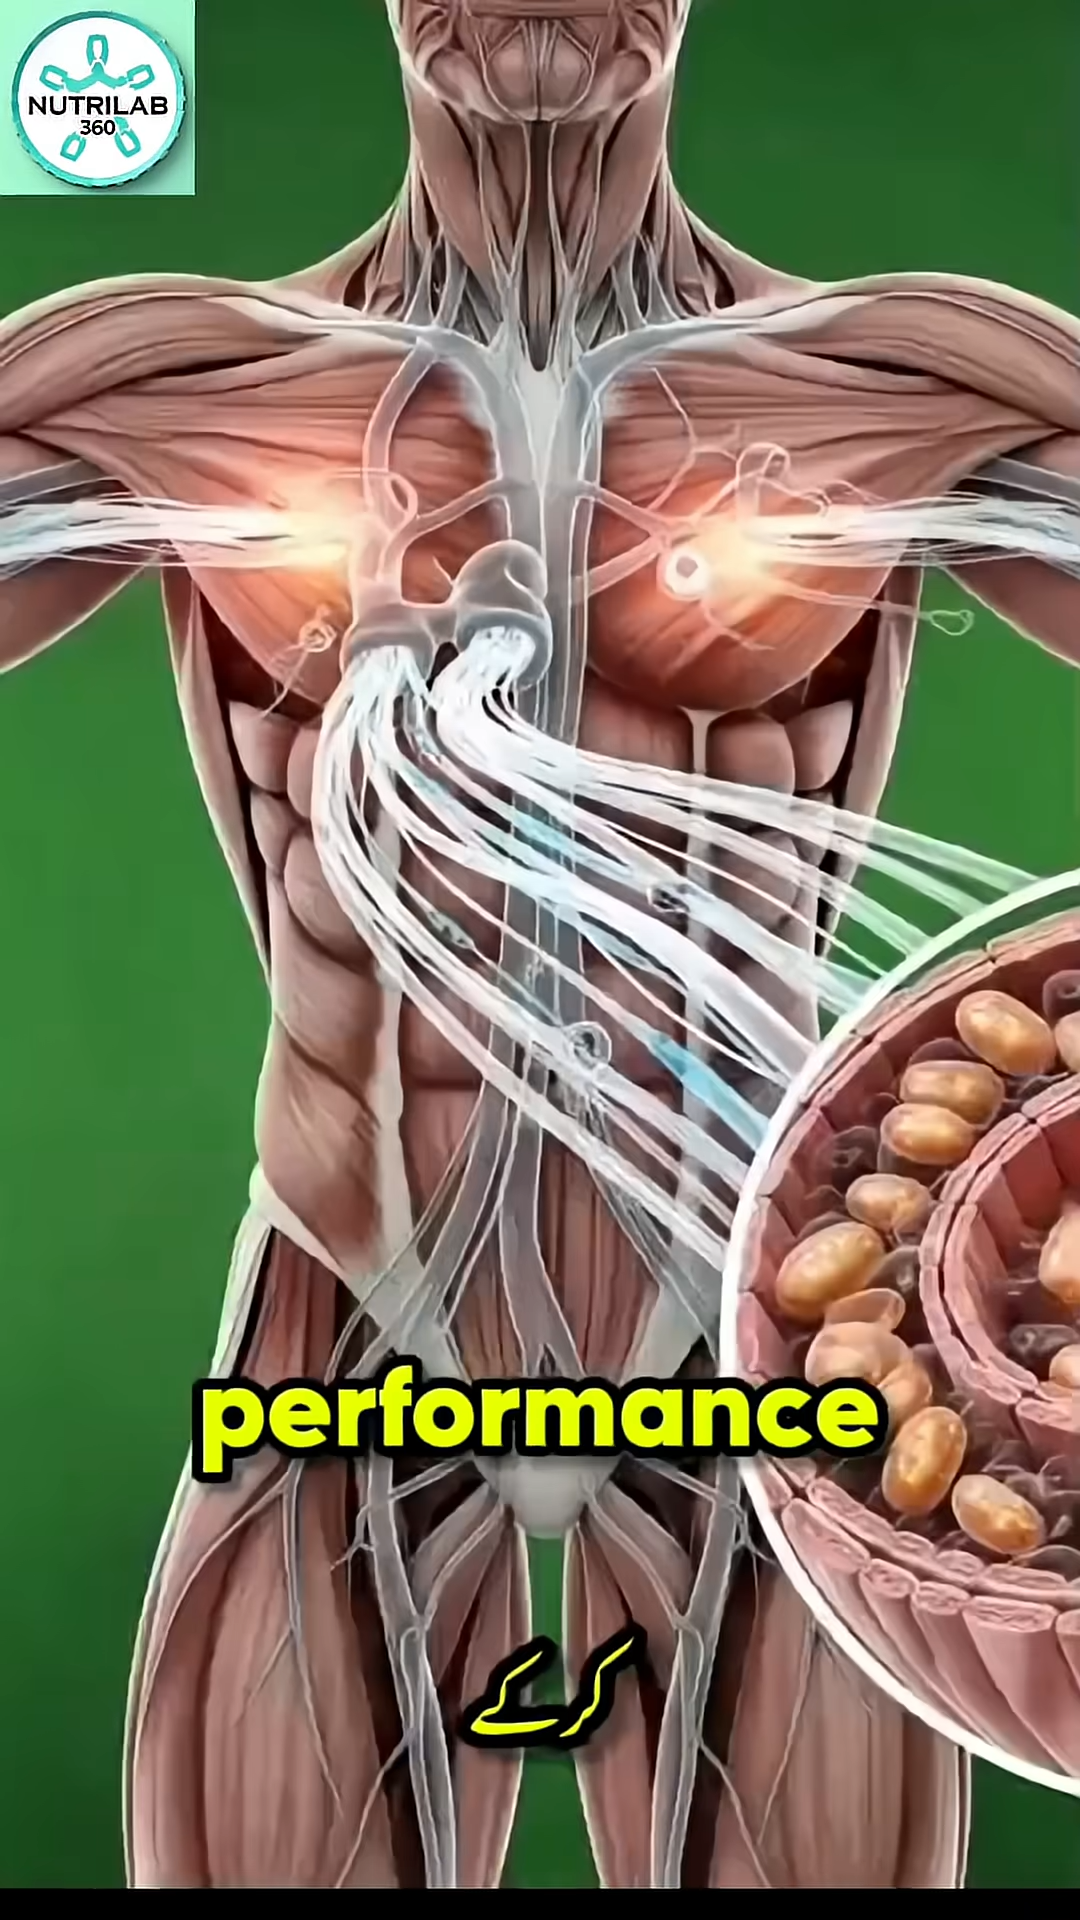 NUTRILAB
360
performance
کرکے